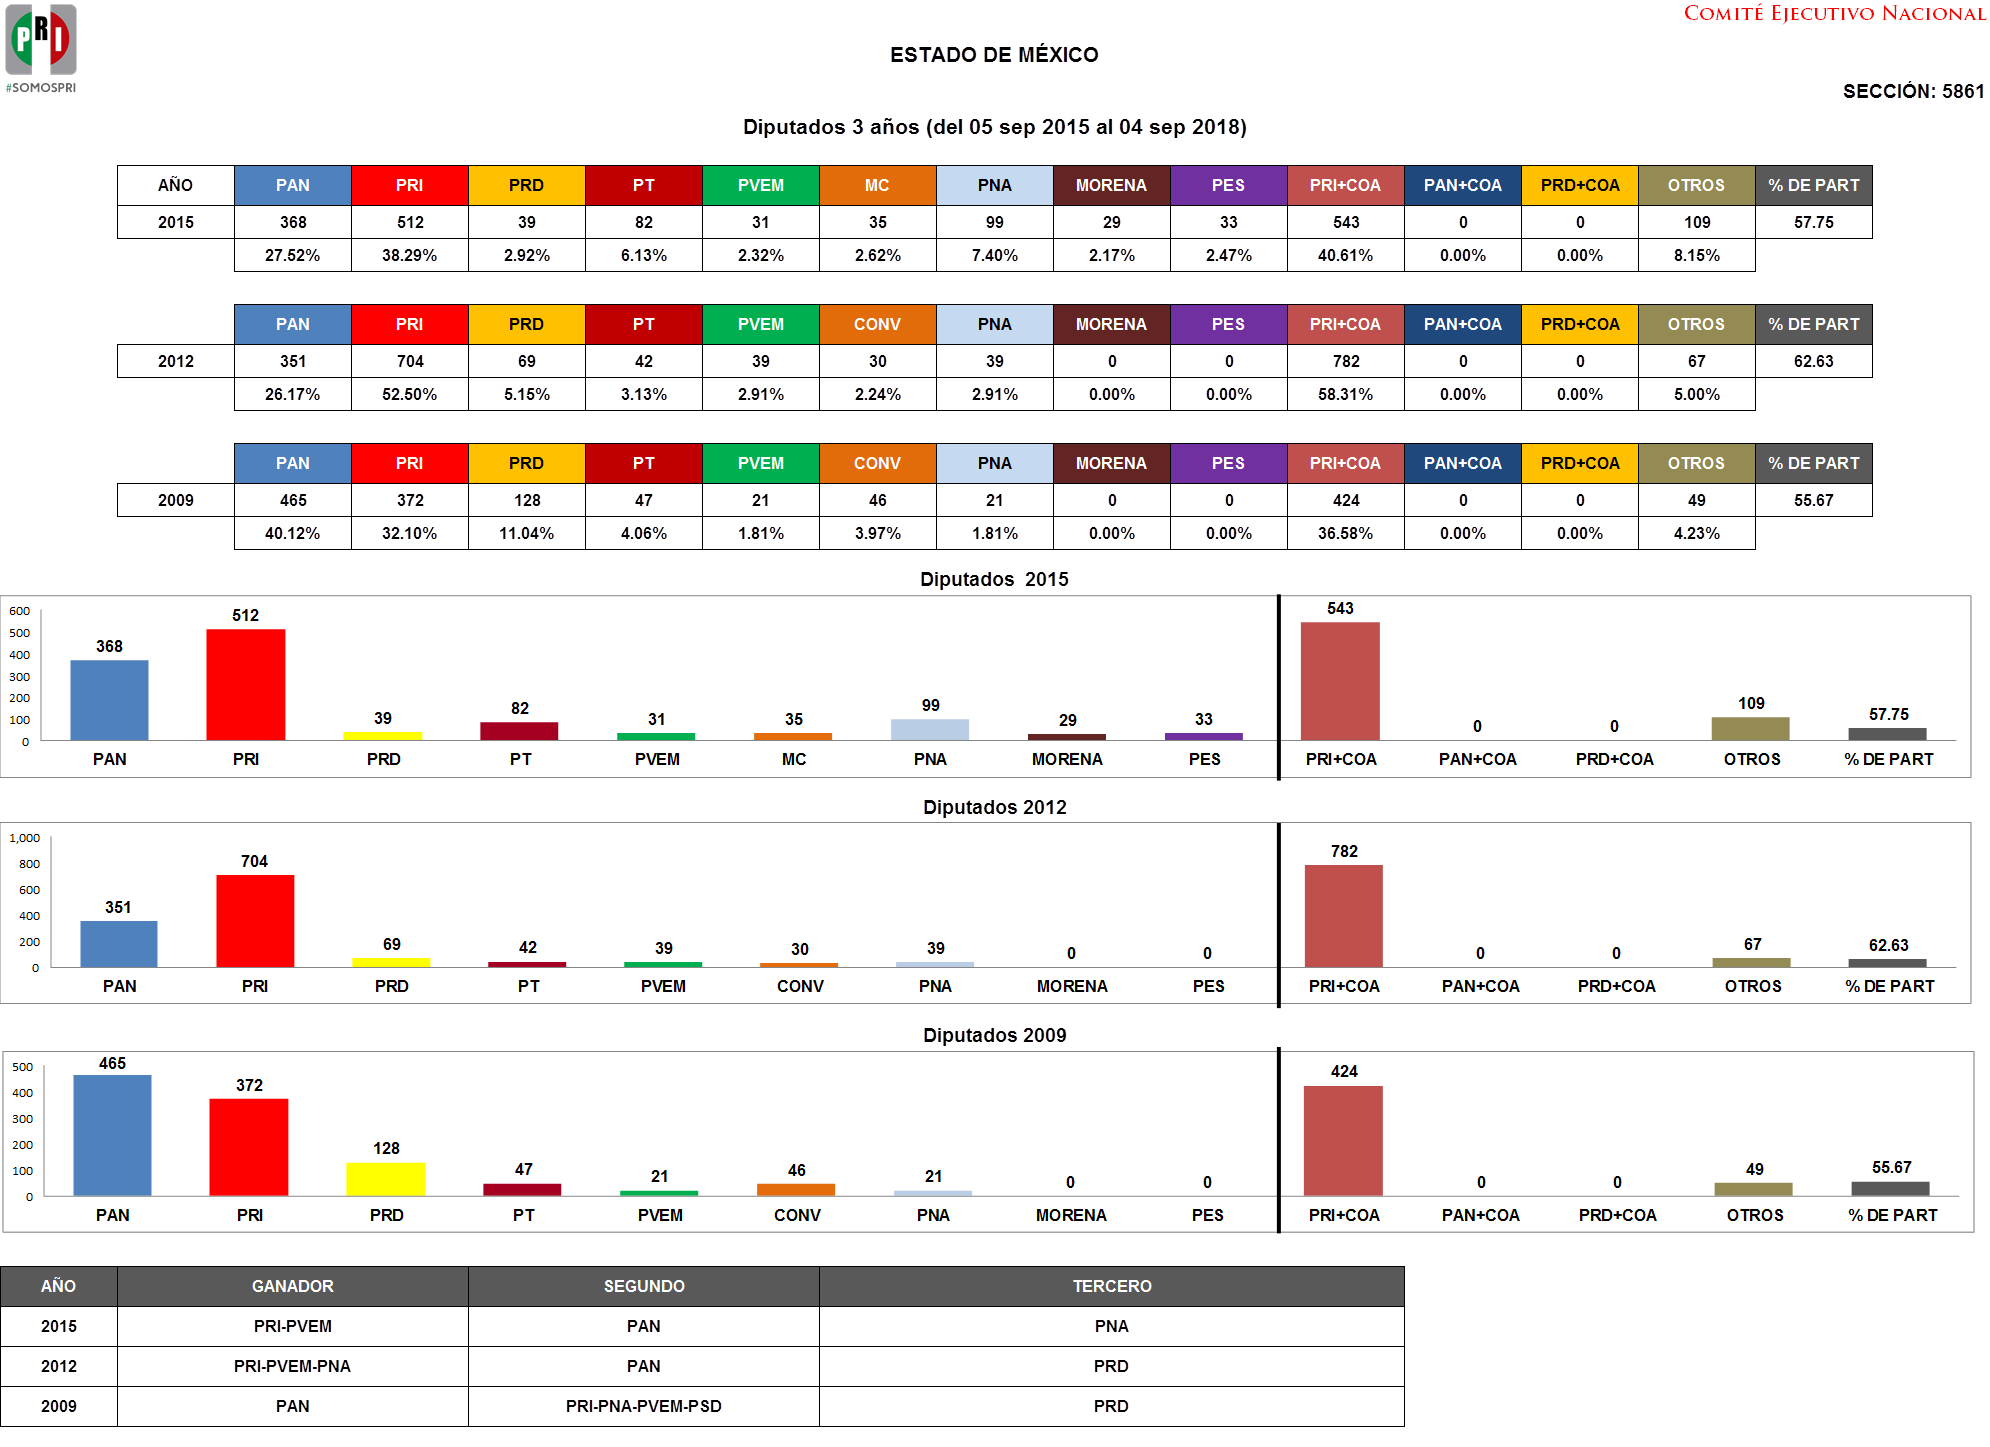 PRI
#SOMOSPRI
COMITÉ EJECUTIVO NACIONAL
ESTADO DE MÉXICO
SECCIÓN: 5861
Diputados 3 años (del 05 sep 2015 al 04 sep 2018)
AÑO PAN PRI PRD PT PVEM MC PNA MORENA PES PRI+COA PAN+COA PRD+COA OTROS % DE PART
2015 368 512 39 82 31 35 99 29 33 543 0 0 109 57.75
27.52% 38.29% 2.92% 6.13% 2.32% 2.62% 7.40% 2.17% 2.47% 40.61% 0.00% 0.00% 8.15%
PAN PRI PRD PT PVEM CONV PNA MORENA PES PRI+COA PAN+COA PRD+COA OTROS % DE PART
2012 351 704 69 42 39 30 39 0 0 782 0 0 67 62.63
26.17% 52.50% 5.15% 3.13% 2.91% 2.24% 2.91% 0.00% 0.00% 58.31% 0.00% 0.00% 5.00%
PAN PRI PRD PT PVEM CONV PNA MORENA PES PRI+COA PAN+COA PRD+COA OTROS % DE PART
2009 465 372 128 47 21 46 21 0 0 424 0 0 49 55.67
40.12% 32.10% 11.04% 4.06% 1.81% 3.97% 1.81% 0.00% 0.00% 36.58% 0.00% 0.00% 4.23%
Diputados 2015
600
500
400
300
200
100
0
368 512 39 82 31 35 99 29 33 543 0 0 109 57.75
PAN PRI PRD PT PVEM MC PNA MORENA PES PRI+COA PAN+COA PRD+COA OTROS % DE PART
Diputados 2012
1,000
800
600
400
200
0
351 704 69 42 39 30 39 0 0 782 0 0 67 62.63
PAN PRI PRD PT PVEM CONV PNA MORENA PES PRI+COA PAN+COA PRD+COA OTROS % DE PART
Diputados 2009
500
400
300
200
100
0
465 372 128 47 21 46 21 0 0 424 0 0 49 55.67
PAN PRI PRD PT PVEM CONV PNA MORENA PES PRI+COA PAN+COA PRD+COA OTROS % DE PART
AÑO GANADOR SEGUNDO TERCERO
2015 PRI-PVEM PAN PNA
2012 PRI-PVEM-PNA PAN PRD
2009 PAN PRI-PNA-PVEM-PSD PRD